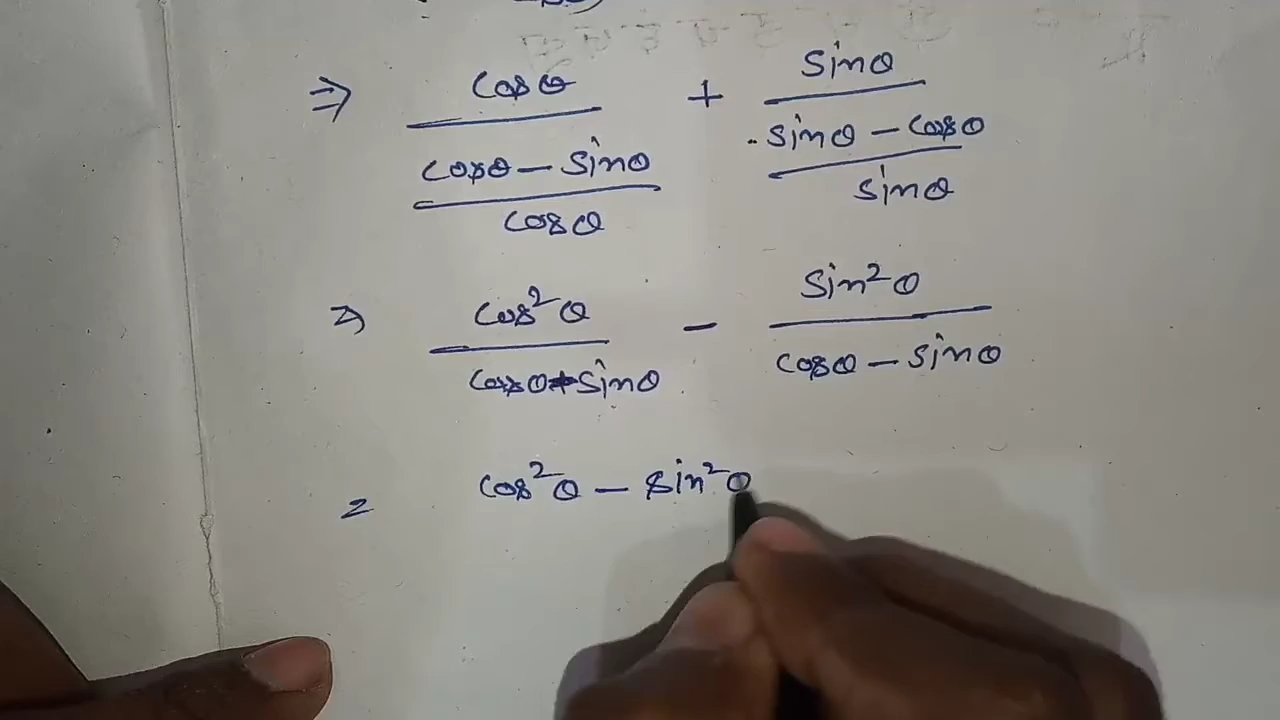 ⇒ cosθ / ((cosθ − sinθ) / cosθ) + sinθ / ((sinθ − cosθ) / sinθ)
⇒ cos²θ / (cosθ − sinθ) − sin²θ / (cosθ − sinθ)
= cos²θ − sin²θ